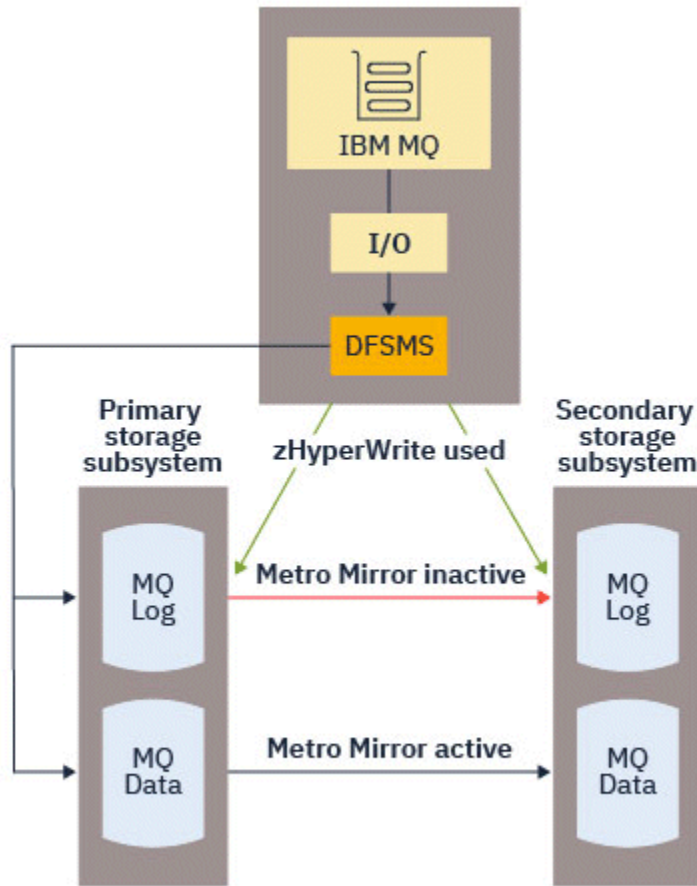 IBM MQ
I/O
DFSMS
Primary
storage
subsystem
zHyperWrite used
Secondary
storage
subsystem
MQ
Log
Metro Mirror inactive
MQ
Log
MQ
Data
Metro Mirror active
MQ
Data